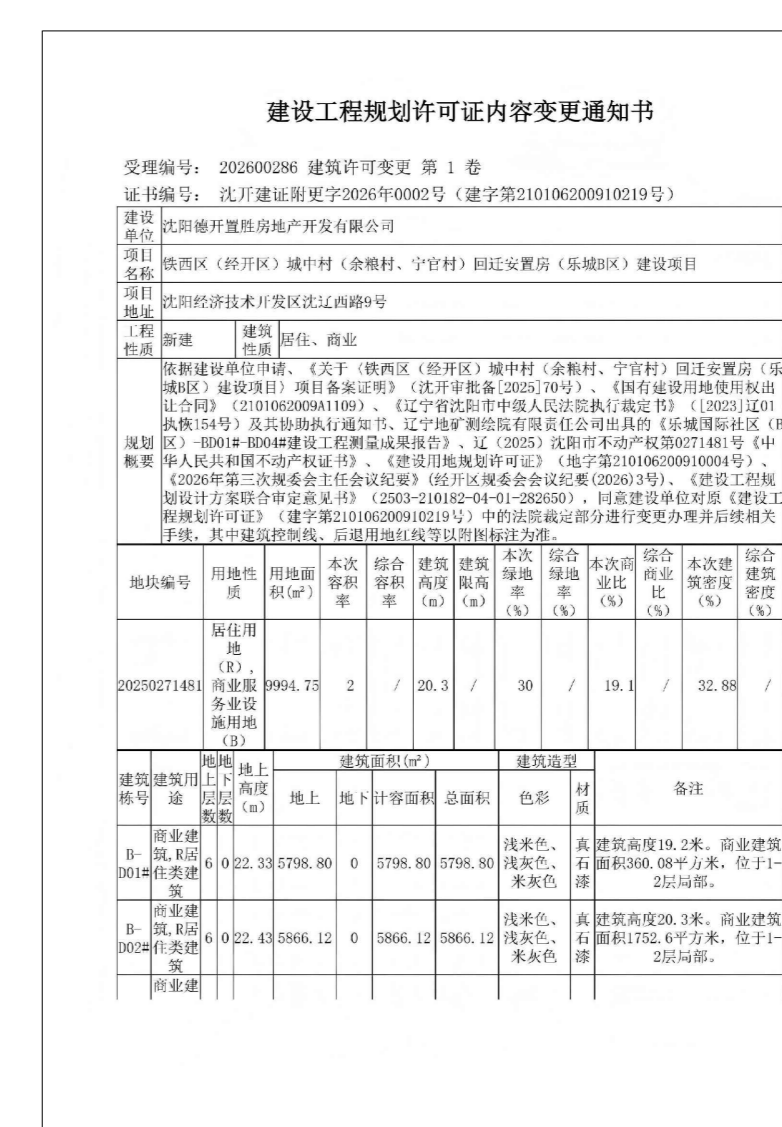 建设工程规划许可证内容变更通知书
受理编号： 202600286 建筑许可变更 第 1 卷
证书编号： 沈开建证附更字2026年0002号（建字第210106200910219号）
建设
单位
沈阳德开置胜房地产开发有限公司
项目
名称
铁西区（经开区）城中村（余粮村、宁官村）回迁安置房（乐城B区）建设项目
项目
地址
沈阳经济技术开发区沈辽西路9号
工程
性质
新建
建筑
性质
居住、商业
规划
概要
依据建设单位申请、《关于〈铁西区（经开区）城中村（余粮村、宁官村）回迁安置房（乐
城B区）建设项目〉项目备案证明》（沈开审批备[2025]70号）、《国有建设用地使用权出
让合同》（2101062009A1109）、《辽宁省沈阳市中级人民法院执行裁定书》（[2023]辽01
执恢154号）及其协助执行通知书、辽宁地矿测绘院有限责任公司出具的《乐城国际社区（B
区）-BD01#-BD04#建设工程测量成果报告》、辽（2025）沈阳市不动产权第0271481号《中
华人民共和国不动产权证书》、《建设用地规划许可证》（地字第210106200910004号）、
《2026年第三次规委会主任会议纪要》(经开区规委会会议纪要(2026)3号)、《建设工程规
划设计方案联合审定意见书》（2503-210182-04-01-282650），同意建设单位对原《建设工
程规划许可证》（建字第210106200910219号）中的法院裁定部分进行变更办理并后续相关
手续，其中建筑控制线、后退用地红线等以附图标注为准。
地块编号
用地性
质
用地面
积(m²)
本次
容积
率
综合
容积
率
建筑
高度
(m)
建筑
限高
(m)
本次
绿地
率
(%)
综合
绿地
率
(%)
本次商
业比
(%)
综合
商业
比
(%)
本次建
筑密度
(%)
综合
建筑
密度
(%)
20250271481
居住用
地
（R）,
商业服
务业设
施用地
（B）
9994.75
2
/
20.3
/
30
/
19.1
/
32.88
/
建筑
栋号
建筑用
途
地
上
层
数
地
下
层
数
地上
高度
(m)
建筑面积(m²)
地上
地下
计容面积
总面积
建筑造型
色彩
材
质
备注
B-
D01#
商业建
筑,R居
住类建
筑
6
0
22.33
5798.80
0
5798.80
5798.80
浅米色、
浅灰色、
米灰色
真
石
漆
建筑高度19.2米。商业建筑
面积360.08平方米，位于1-
2层局部。
B-
D02#
商业建
筑,R居
住类建
筑
6
0
22.43
5866.12
0
5866.12
5866.12
浅米色、
浅灰色、
米灰色
真
石
漆
建筑高度20.3米。商业建筑
面积1752.6平方米，位于1-
2层局部。
商业建